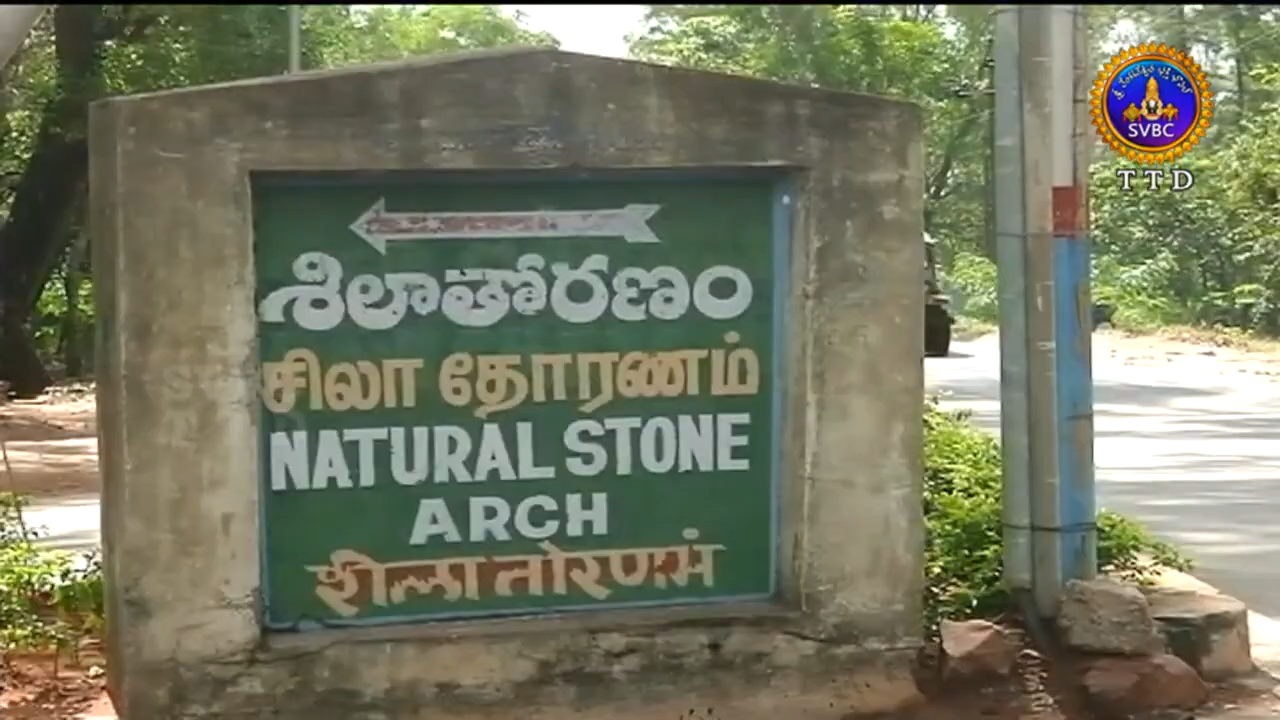 శిలాతోరణం
சிலா தோரணம்
NATURAL STONE
ARCH
शीला तोरणमं
SVBC
TTD